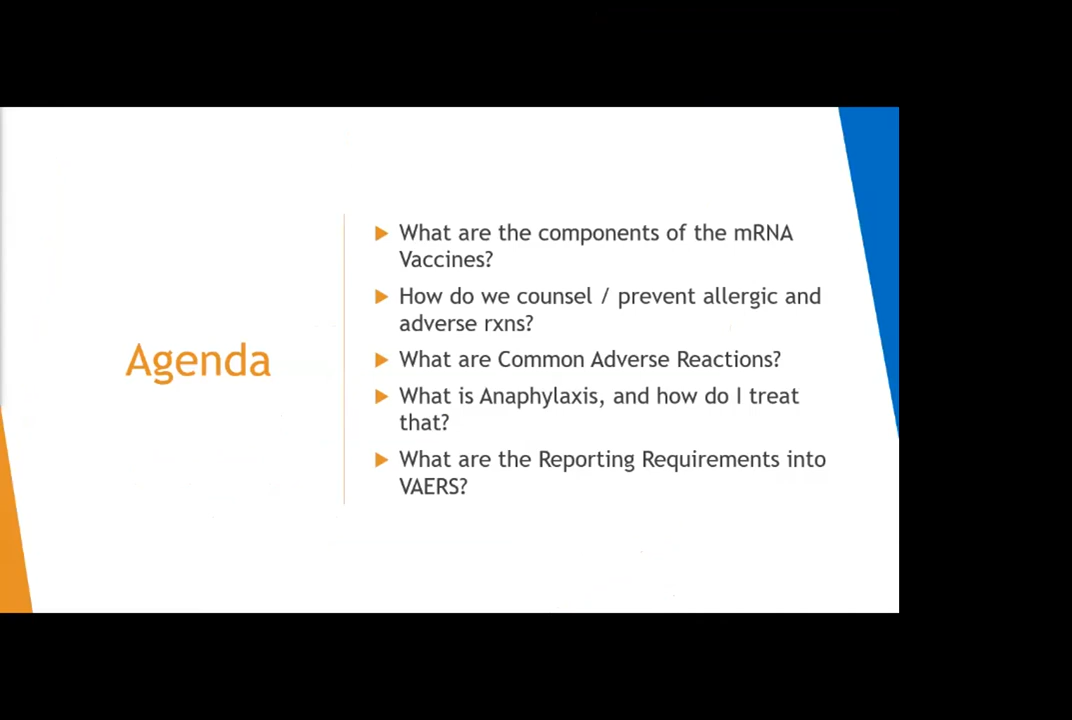 Agenda
What are the components of the mRNA
Vaccines?
How do we counsel / prevent allergic and
adverse rxns?
What are Common Adverse Reactions?
What is Anaphylaxis, and how do I treat
that?
What are the Reporting Requirements into
VAERS?